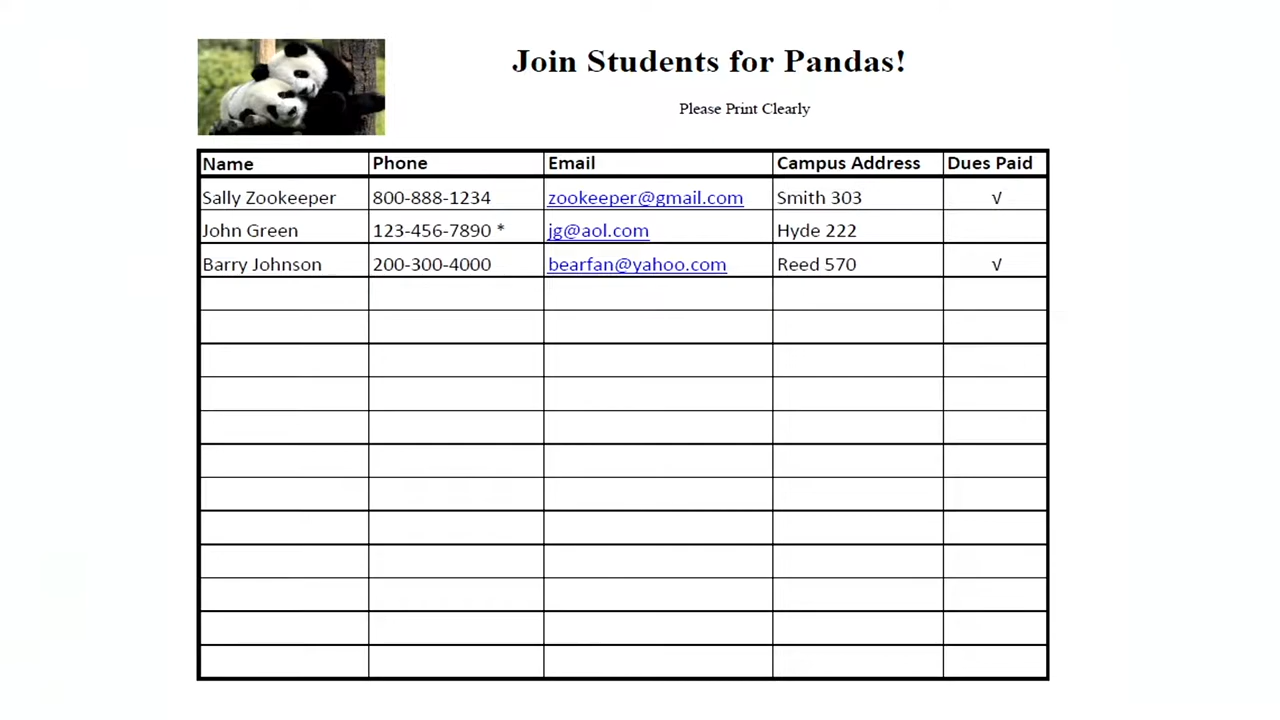 Join Students for Pandas!
Please Print Clearly
Name Phone Email Campus Address Dues Paid
Sally Zookeeper 800-888-1234 zookeeper@gmail.com Smith 303 √
John Green 123-456-7890 * jg@aol.com Hyde 222
Barry Johnson 200-300-4000 bearfan@yahoo.com Reed 570 √